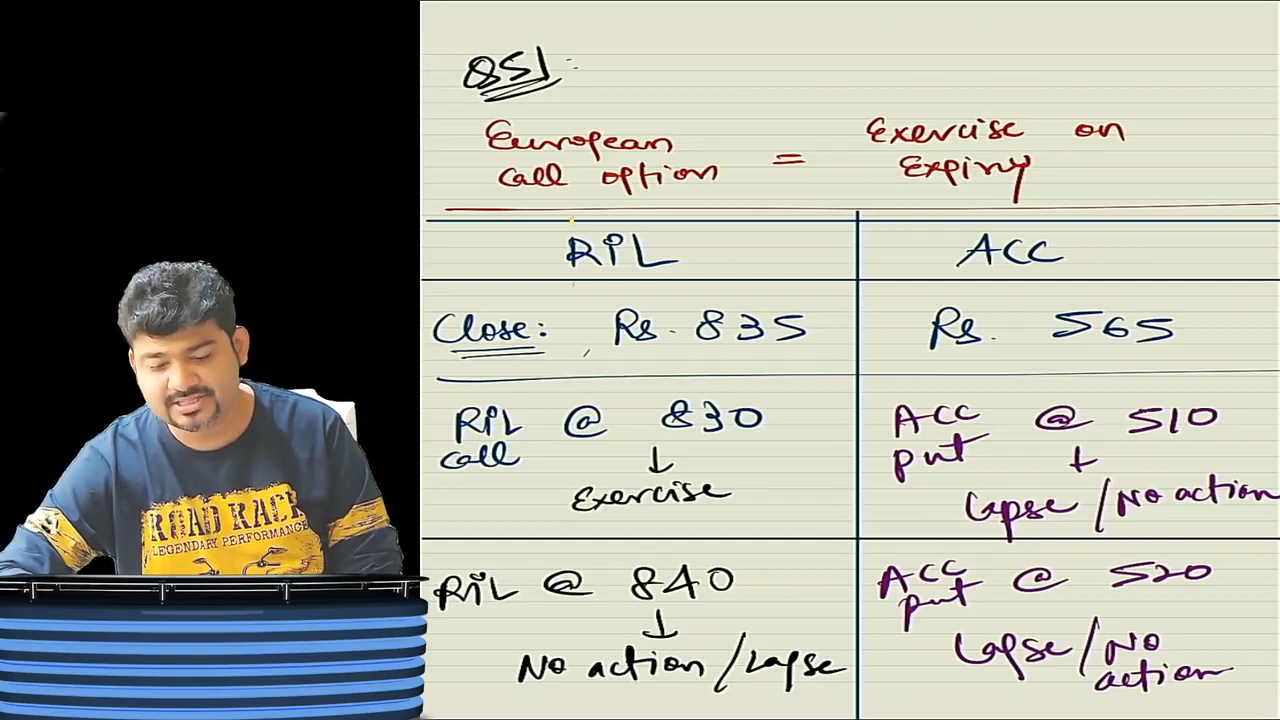 Q51:
European Exercise on
call option = Expiry
RIL ACC
Close: Rs. 835 Rs. 565
RIL @ 830 ACC @ 510
call put
↓ ↓
Exercise Lapse/No action
RIL @ 840 ACC @ 520
put
↓
No action/Lapse Lapse/No
action
ROAD RACE
LEGENDARY PERFORMANCE